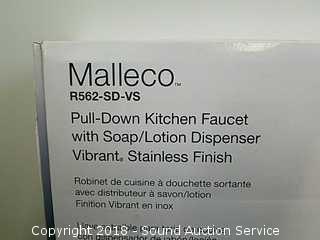 Malleco™
R562-SD-VS
Pull-Down Kitchen Faucet
with Soap/Lotion Dispenser
Vibrant® Stainless Finish
Robinet de cuisine à douchette sortante
avec distributeur à savon/lotion
Finition Vibrant en inox
Copyright 2018 - Sound Auction Service